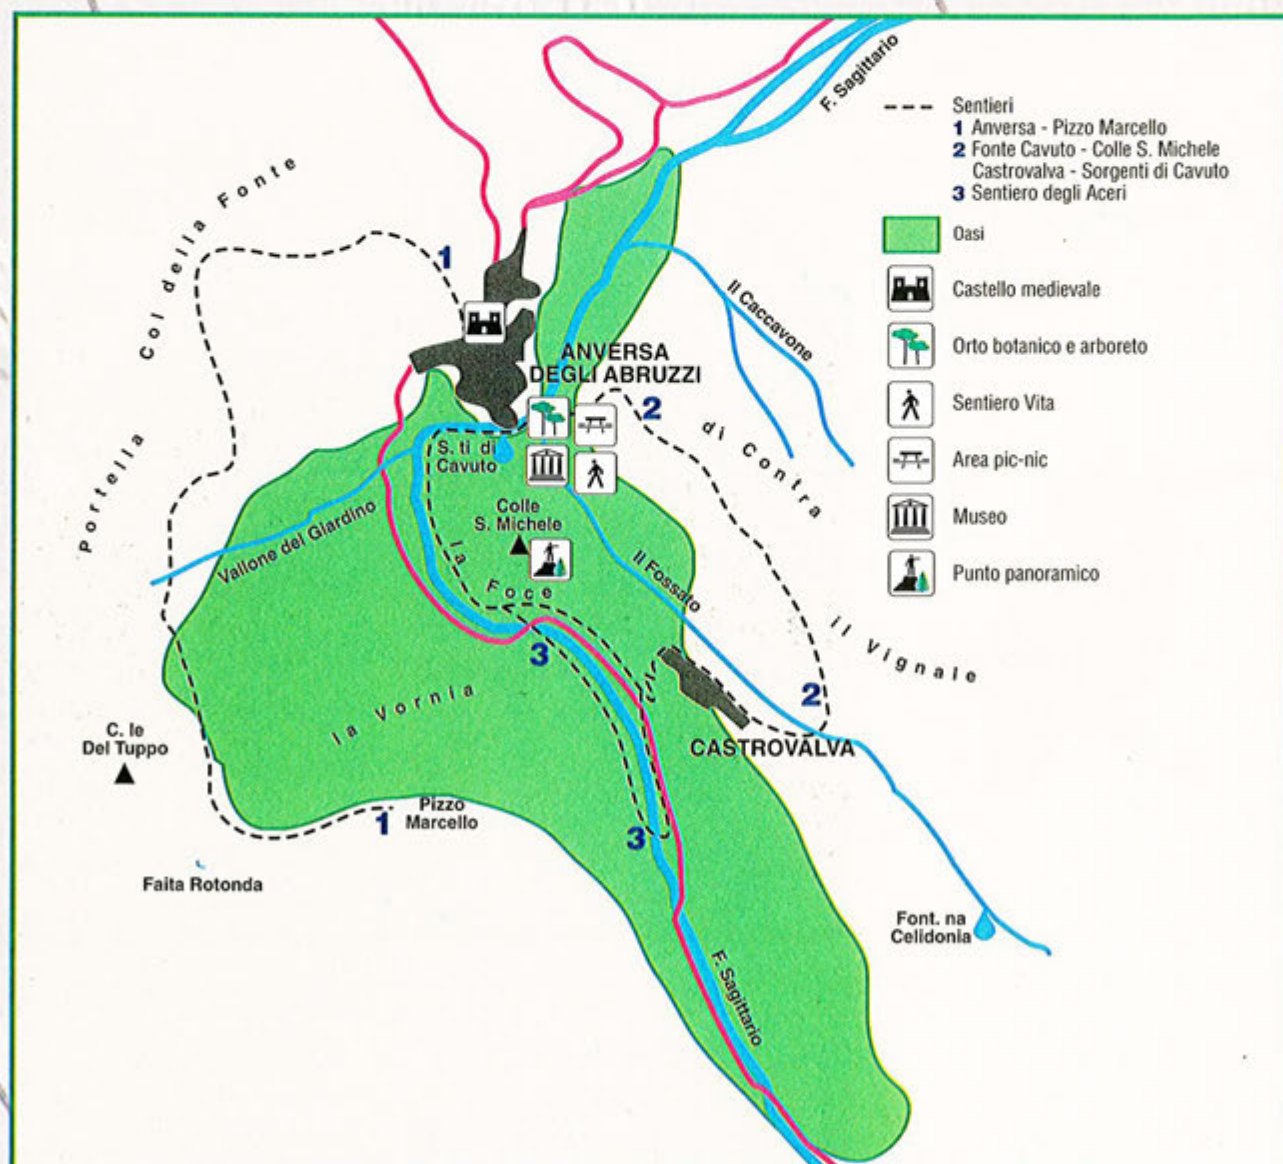 F. Sagittario
Sentieri
1 Anversa - Pizzo Marcello
2 Fonte Cavuto - Colle S. Michele
Castrovalva - Sorgenti di Cavuto
3 Sentiero degli Aceri
Oasi
Castello medievale
Orto botanico e arboreto
Sentiero Vita
Area pic-nic
Museo
Punto panoramico
Portella Col della Fonte
1
Il Caccavone
ANVERSA
DEGLI ABRUZZI
2
di Contra
il Vignale
S. ti di
Cavuto
Colle
S. Michele
Vallone del Giardino
la Foce
Il Fossato
3
2
la Vornia
CASTROVALVA
C. le
Del Tuppo
1
Pizzo
Marcello
3
Faita Rotonda
Font. na
Celidonia
F. Sagittario